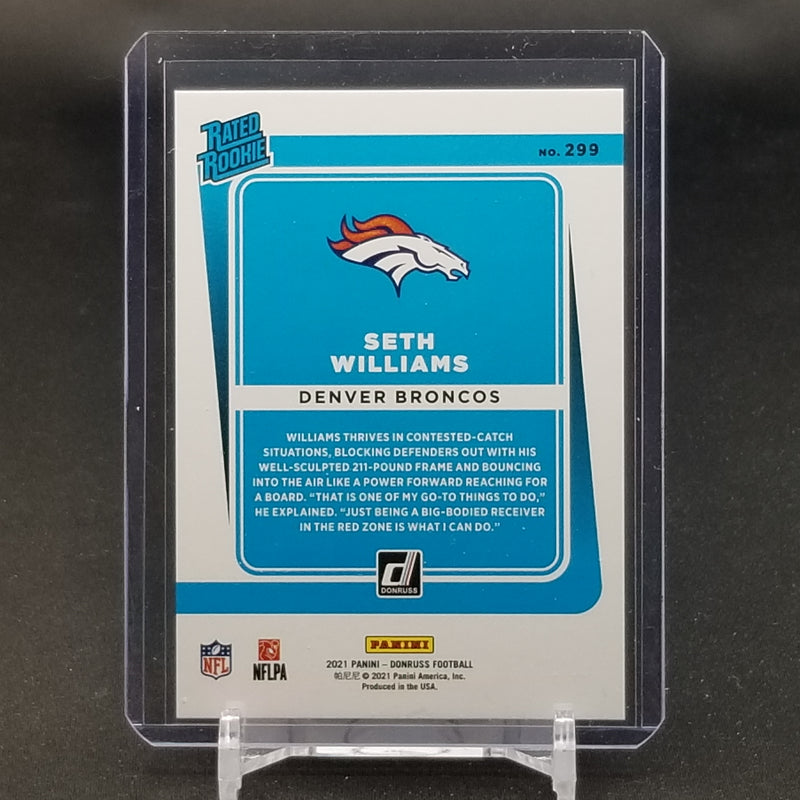 RATED
ROOKIE
NO. 299
SETH
WILLIAMS
DENVER BRONCOS
WILLIAMS THRIVES IN CONTESTED-CATCH
SITUATIONS, BLOCKING DEFENDERS OUT WITH HIS
WELL-SCULPTED 211-POUND FRAME AND BOUNCING
INTO THE AIR LIKE A POWER FORWARD REACHING FOR
A BOARD. “THAT IS ONE OF MY GO-TO THINGS TO DO,”
HE EXPLAINED. “JUST BEING A BIG-BODIED RECEIVER
IN THE RED ZONE IS WHAT I CAN DO.”
d
DONRUSS
NFL
NFLPA
PANINI
2021 PANINI – DONRUSS FOOTBALL
帕尼尼 © 2021 Panini America, Inc.
Produced in the USA.